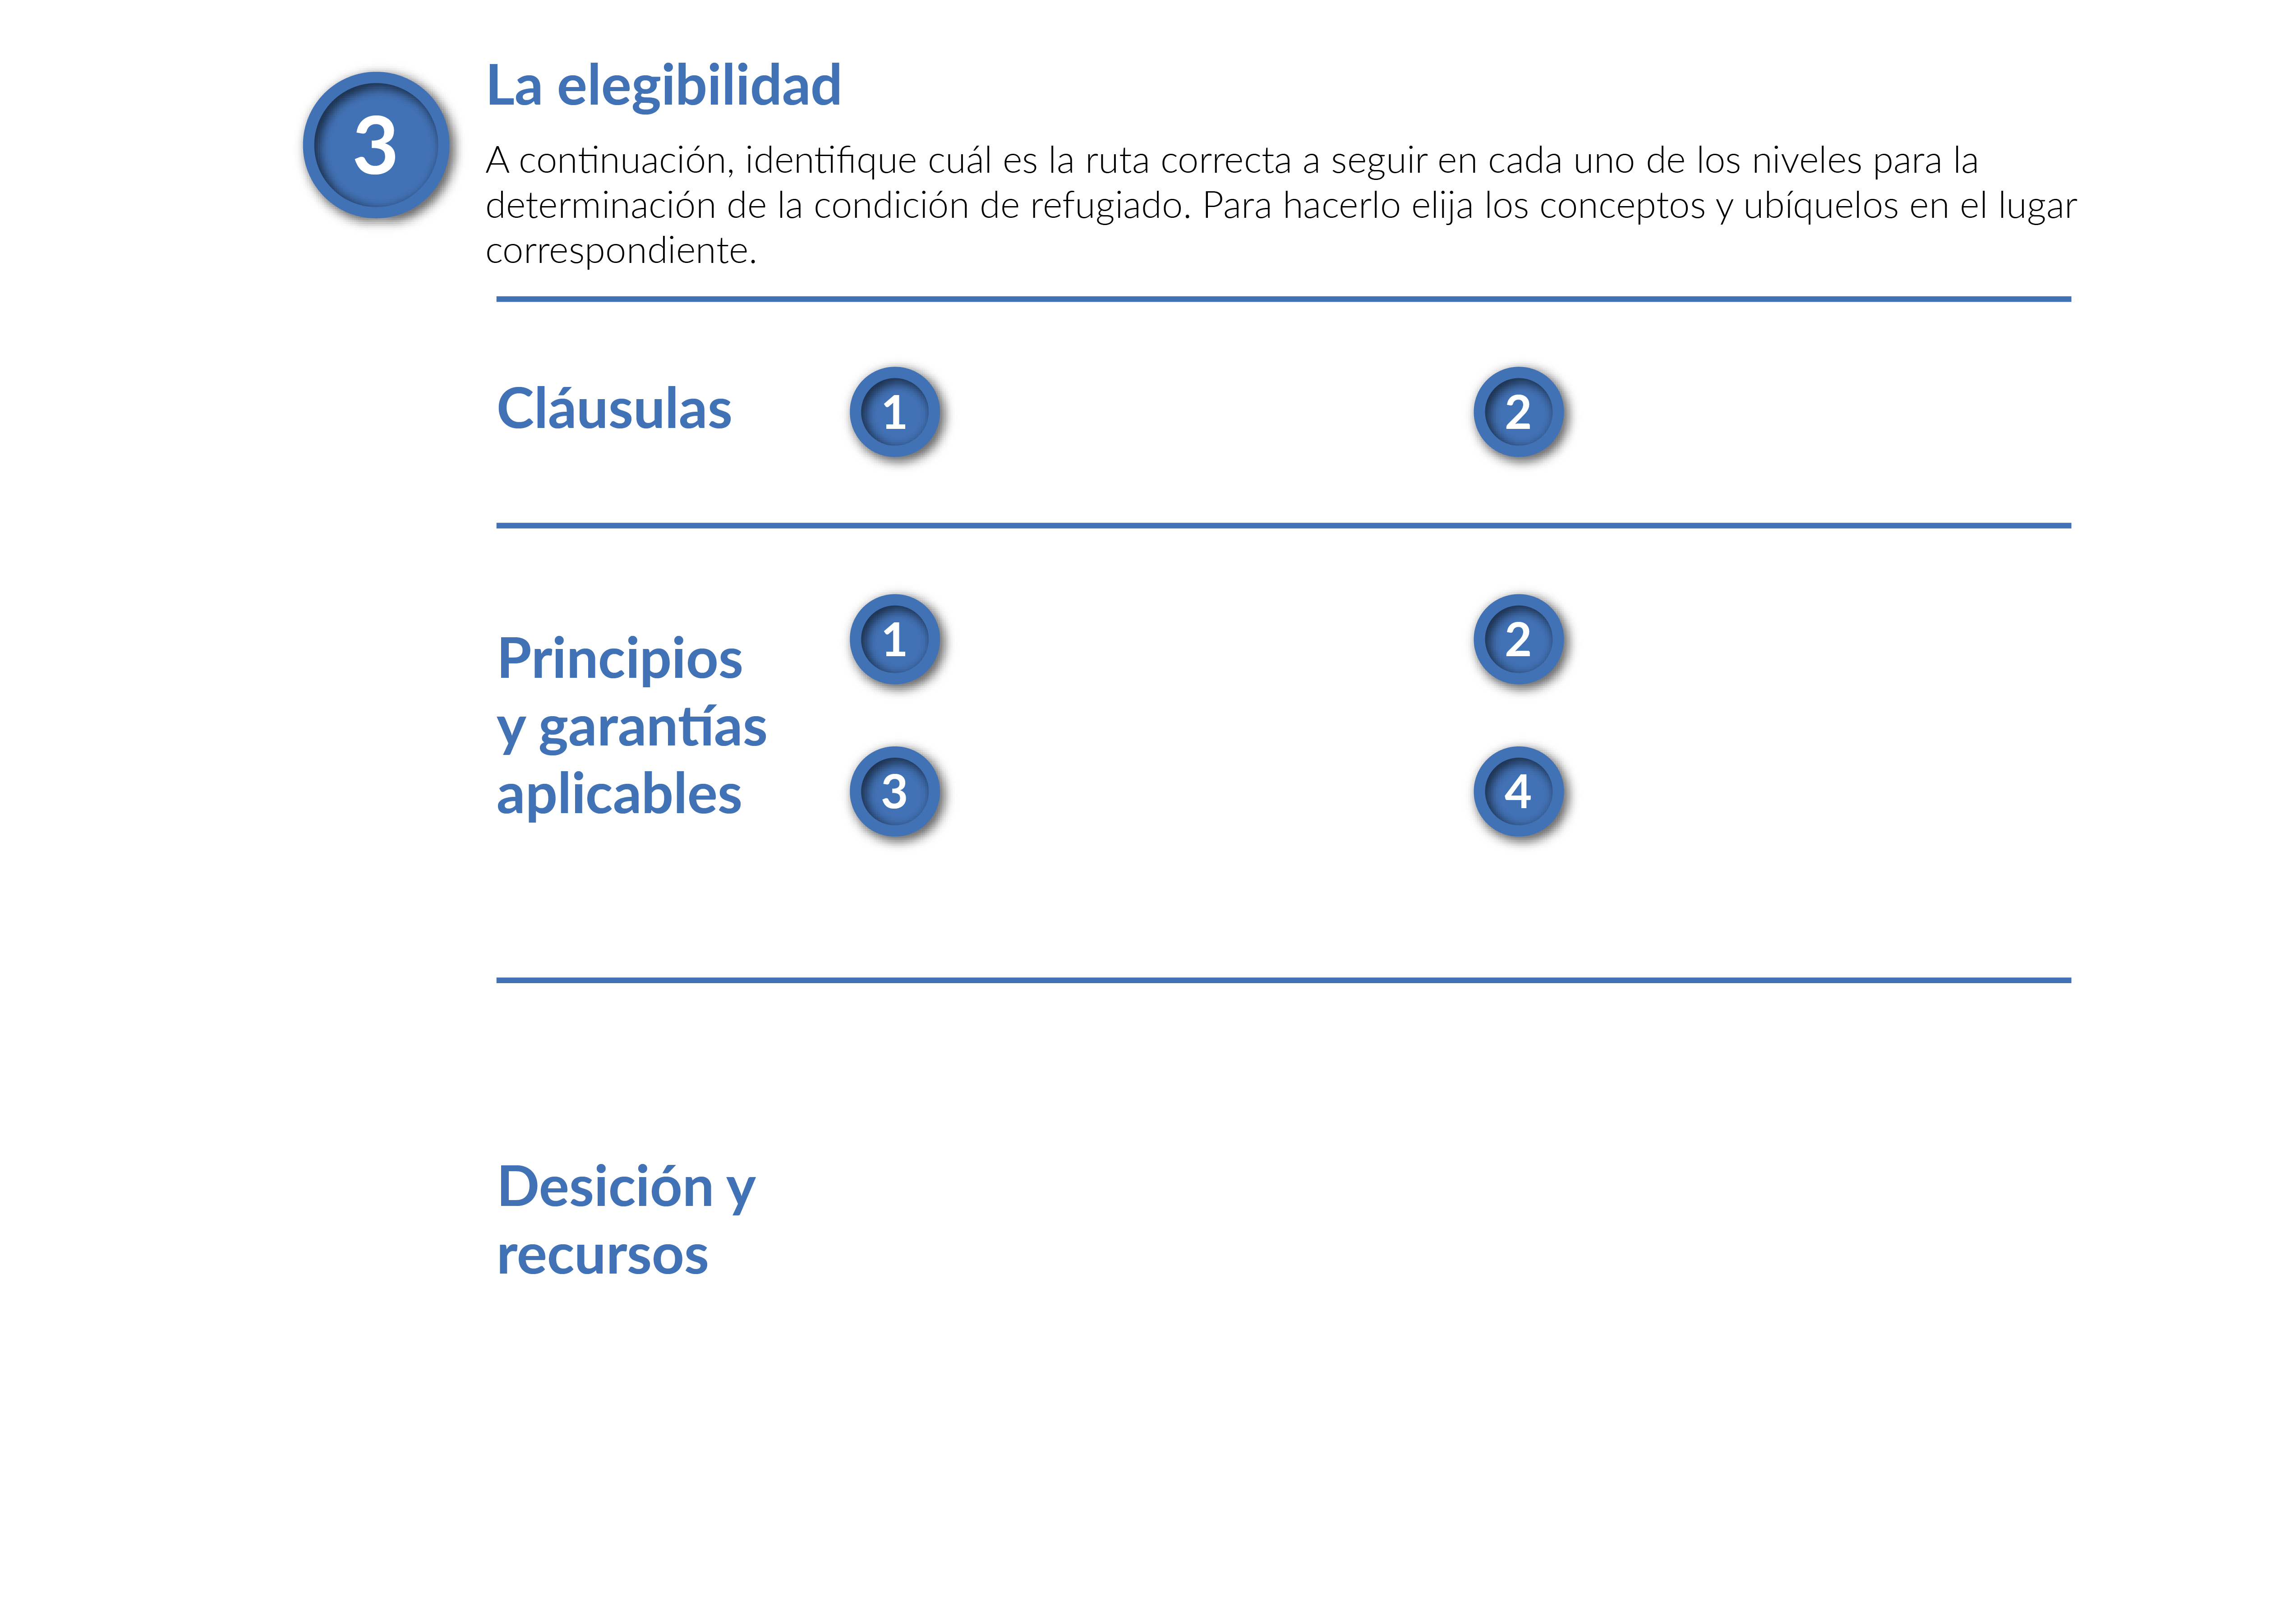 3
La elegibilidad
A continuación, identifique cuál es la ruta correcta a seguir en cada uno de los niveles para la
determinación de la condición de refugiado. Para hacerlo elija los conceptos y ubíquelos en el lugar
correspondiente.
Cláusulas
1
2
Principios
y garantías
aplicables
1
2
3
4
Desición y
recursos